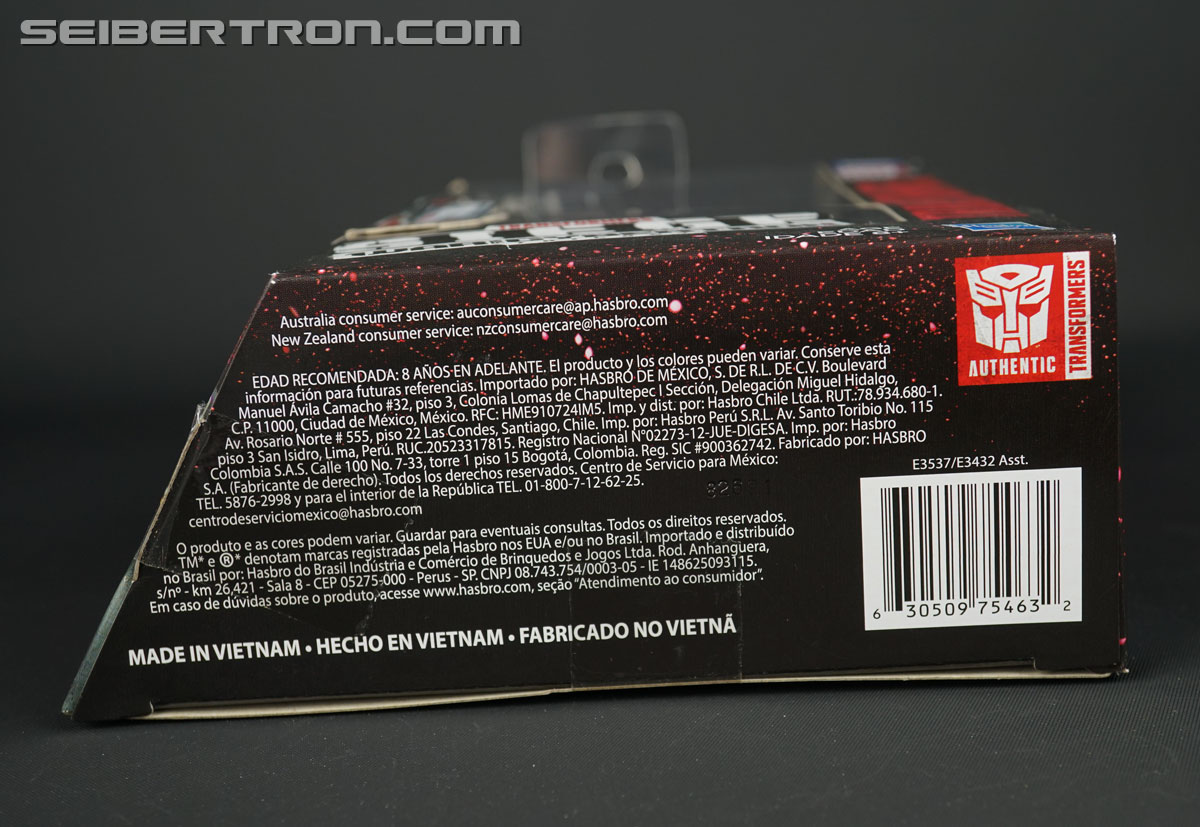 SEIBERTRON.COM
SIEGE
AUTHENTIC
TRANSFORMERS
Australia consumer service: auconsumercare@ap.hasbro.com
New Zealand consumer service: nzconsumercare@hasbro.com
EDAD RECOMENDADA: 8 AÑOS EN ADELANTE. El producto y los colores pueden variar. Conserve esta
información para futuras referencias. Importado por: HASBRO DE MÉXICO, S. DE R.L. DE C.V. Boulevard
Manuel Ávila Camacho #32, piso 3, Colonia Lomas de Chapultepec I Sección, Delegación Miguel Hidalgo,
C.P. 11000, Ciudad de México, México. RFC: HME910724IM5. Imp. y dist. por: Hasbro Chile Ltda. RUT:78.934.680-1.
Av. Rosario Norte # 555, piso 22 Las Condes, Santiago, Chile. Imp. por: Hasbro Perú S.R.L. Av. Santo Toribio No. 115
piso 3 San Isidro, Lima, Perú. RUC.20523317815. Registro Nacional N°02273-12-JUE-DIGESA. Imp. por: Hasbro
Colombia S.A.S. Calle 100 No. 7-33, torre 1 piso 15 Bogotá, Colombia. Reg. SIC #900362742. Fabricado por: HASBRO
S.A. (Fabricante de derecho). Todos los derechos reservados. Centro de Servicio para México:
TEL. 5876-2998 y para el interior de la República TEL. 01-800-7-12-62-25.
centrodeserviciomexico@hasbro.com
O produto e as cores podem variar. Guardar para eventuais consultas. Todos os direitos reservados.
TM* e ®* denotam marcas registradas pela Hasbro nos EUA e/ou no Brasil. Importado e distribuído
no Brasil por: Hasbro do Brasil Indústria e Comércio de Brinquedos e Jogos Ltda. Rod. Anhanguera,
s/nº - km 26,421 - Sala 8 - CEP 05275-000 - Perus - SP. CNPJ 08.743.754/0003-05 - IE 148625093115.
Em caso de dúvidas sobre o produto, acesse www.hasbro.com, seção "Atendimento ao consumidor".
MADE IN VIETNAM • HECHO EN VIETNAM • FABRICADO NO VIETNÃ
E3537/E3432 Asst.
6 30509 75463 2